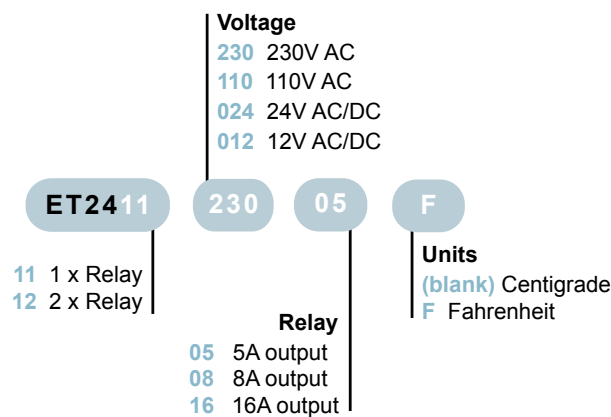 Voltage
230 230V AC
110 110V AC
024 24V AC/DC
012 12V AC/DC
ET2411 230 05 F
11 1 x Relay
12 2 x Relay
Relay
05 5A output
08 8A output
16 16A output
Units
(blank) Centigrade
F Fahrenheit